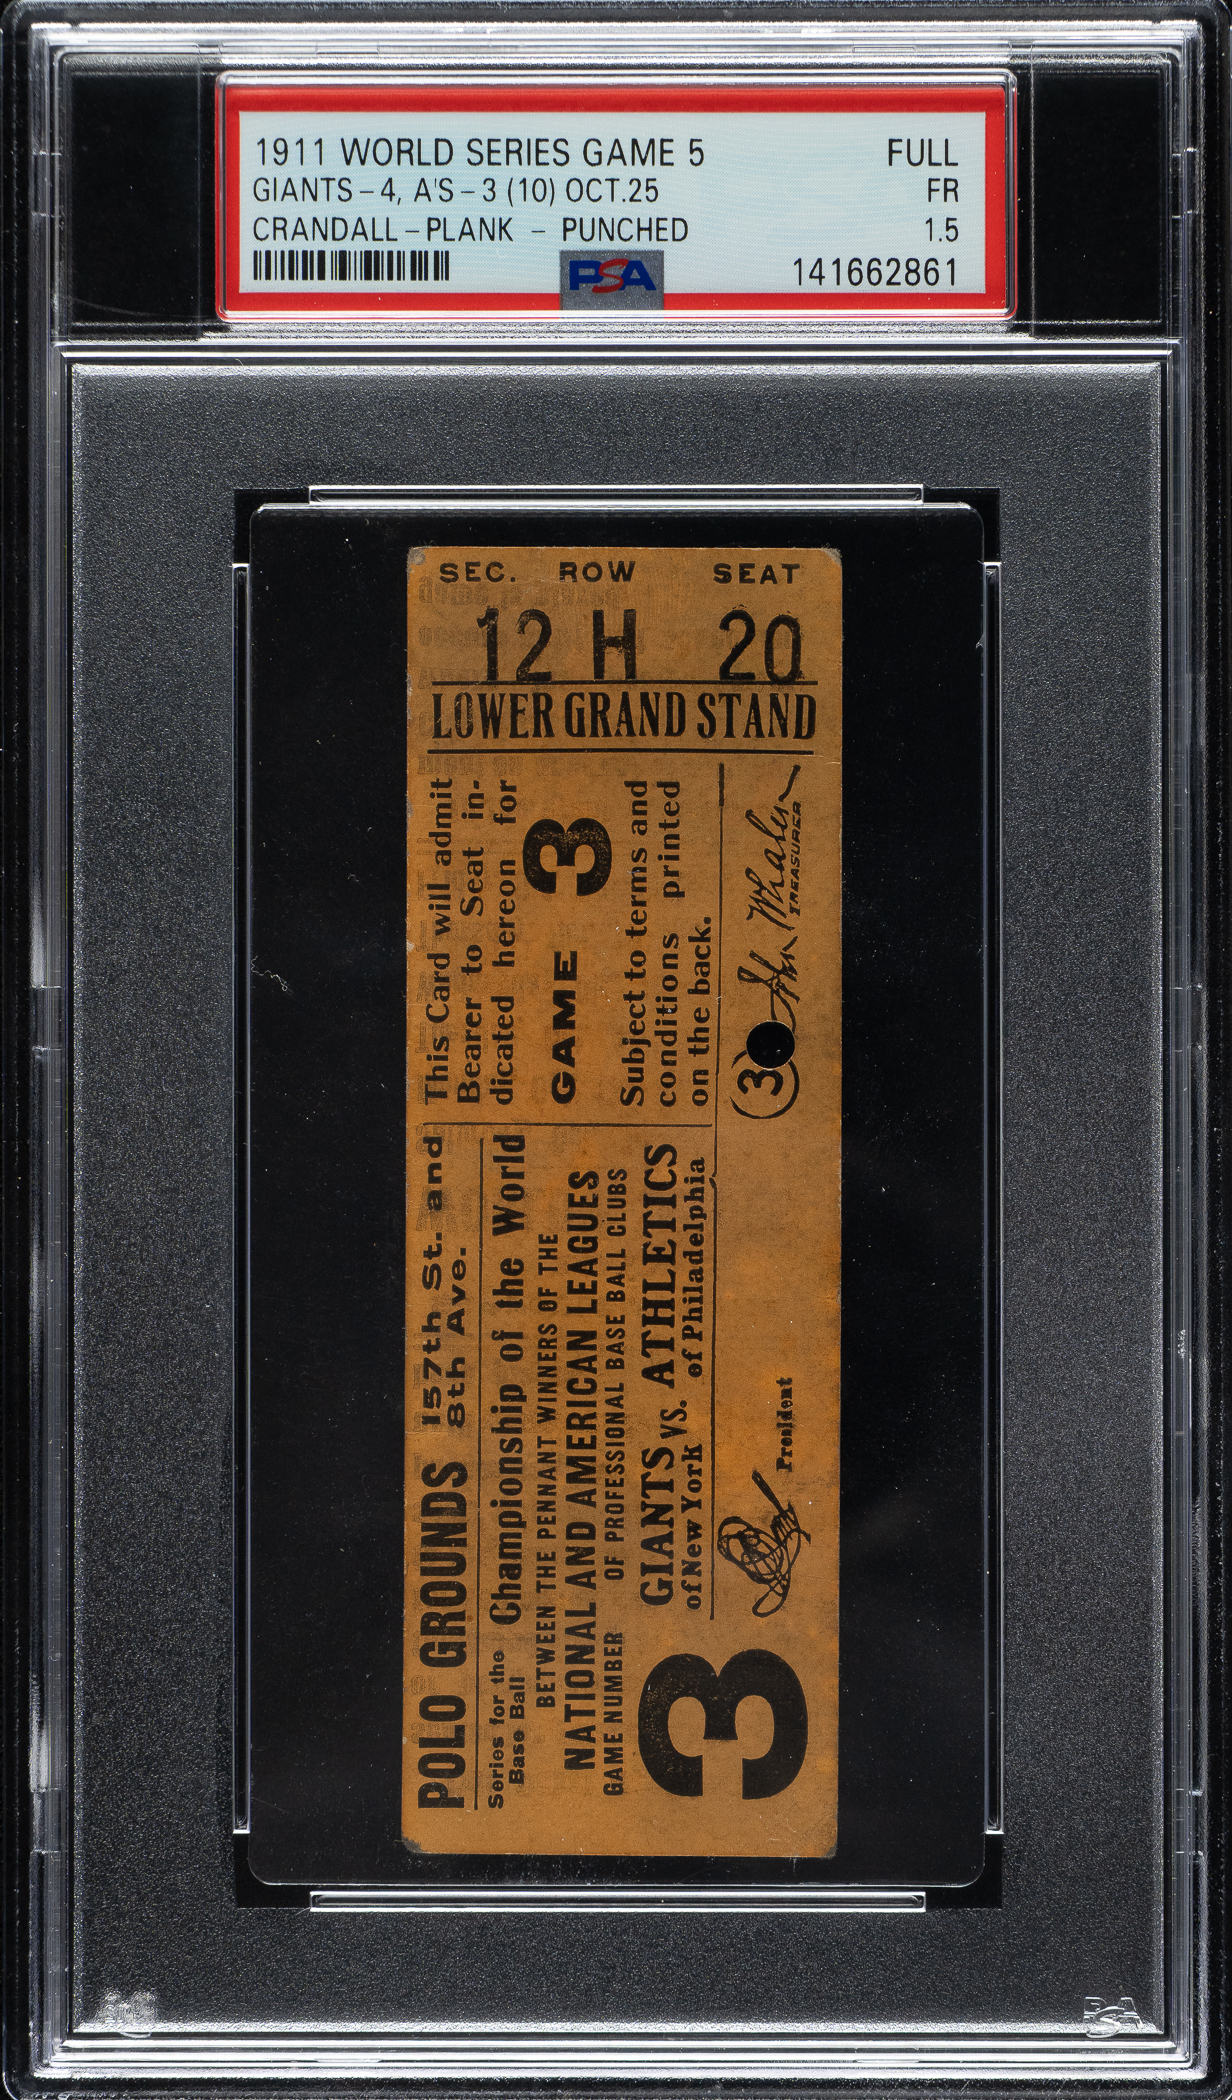 1911 WORLD SERIES GAME 5 FULL
GIANTS-4, A'S-3 (10) OCT.25 FR
CRANDALL-PLANK - PUNCHED 1.5
PSA 141662861
SEC. ROW SEAT
12 H 20
LOWER GRAND STAND
This Card will admit
Bearer to Seat in-
dicated hereon for
GAME 3
Subject to terms and
conditions printed
on the back.
(3)
John Whalen
TREASURER
POLO GROUNDS 157th St. and
8th Ave.
Series for the
Base Ball Championship of the World
BETWEEN THE PENNANT WINNERS OF THE
NATIONAL AND AMERICAN LEAGUES
GAME NUMBER OF PROFESSIONAL BASE BALL CLUBS
3
GIANTS VS. ATHLETICS
of New York of Philadelphia
President
PSA